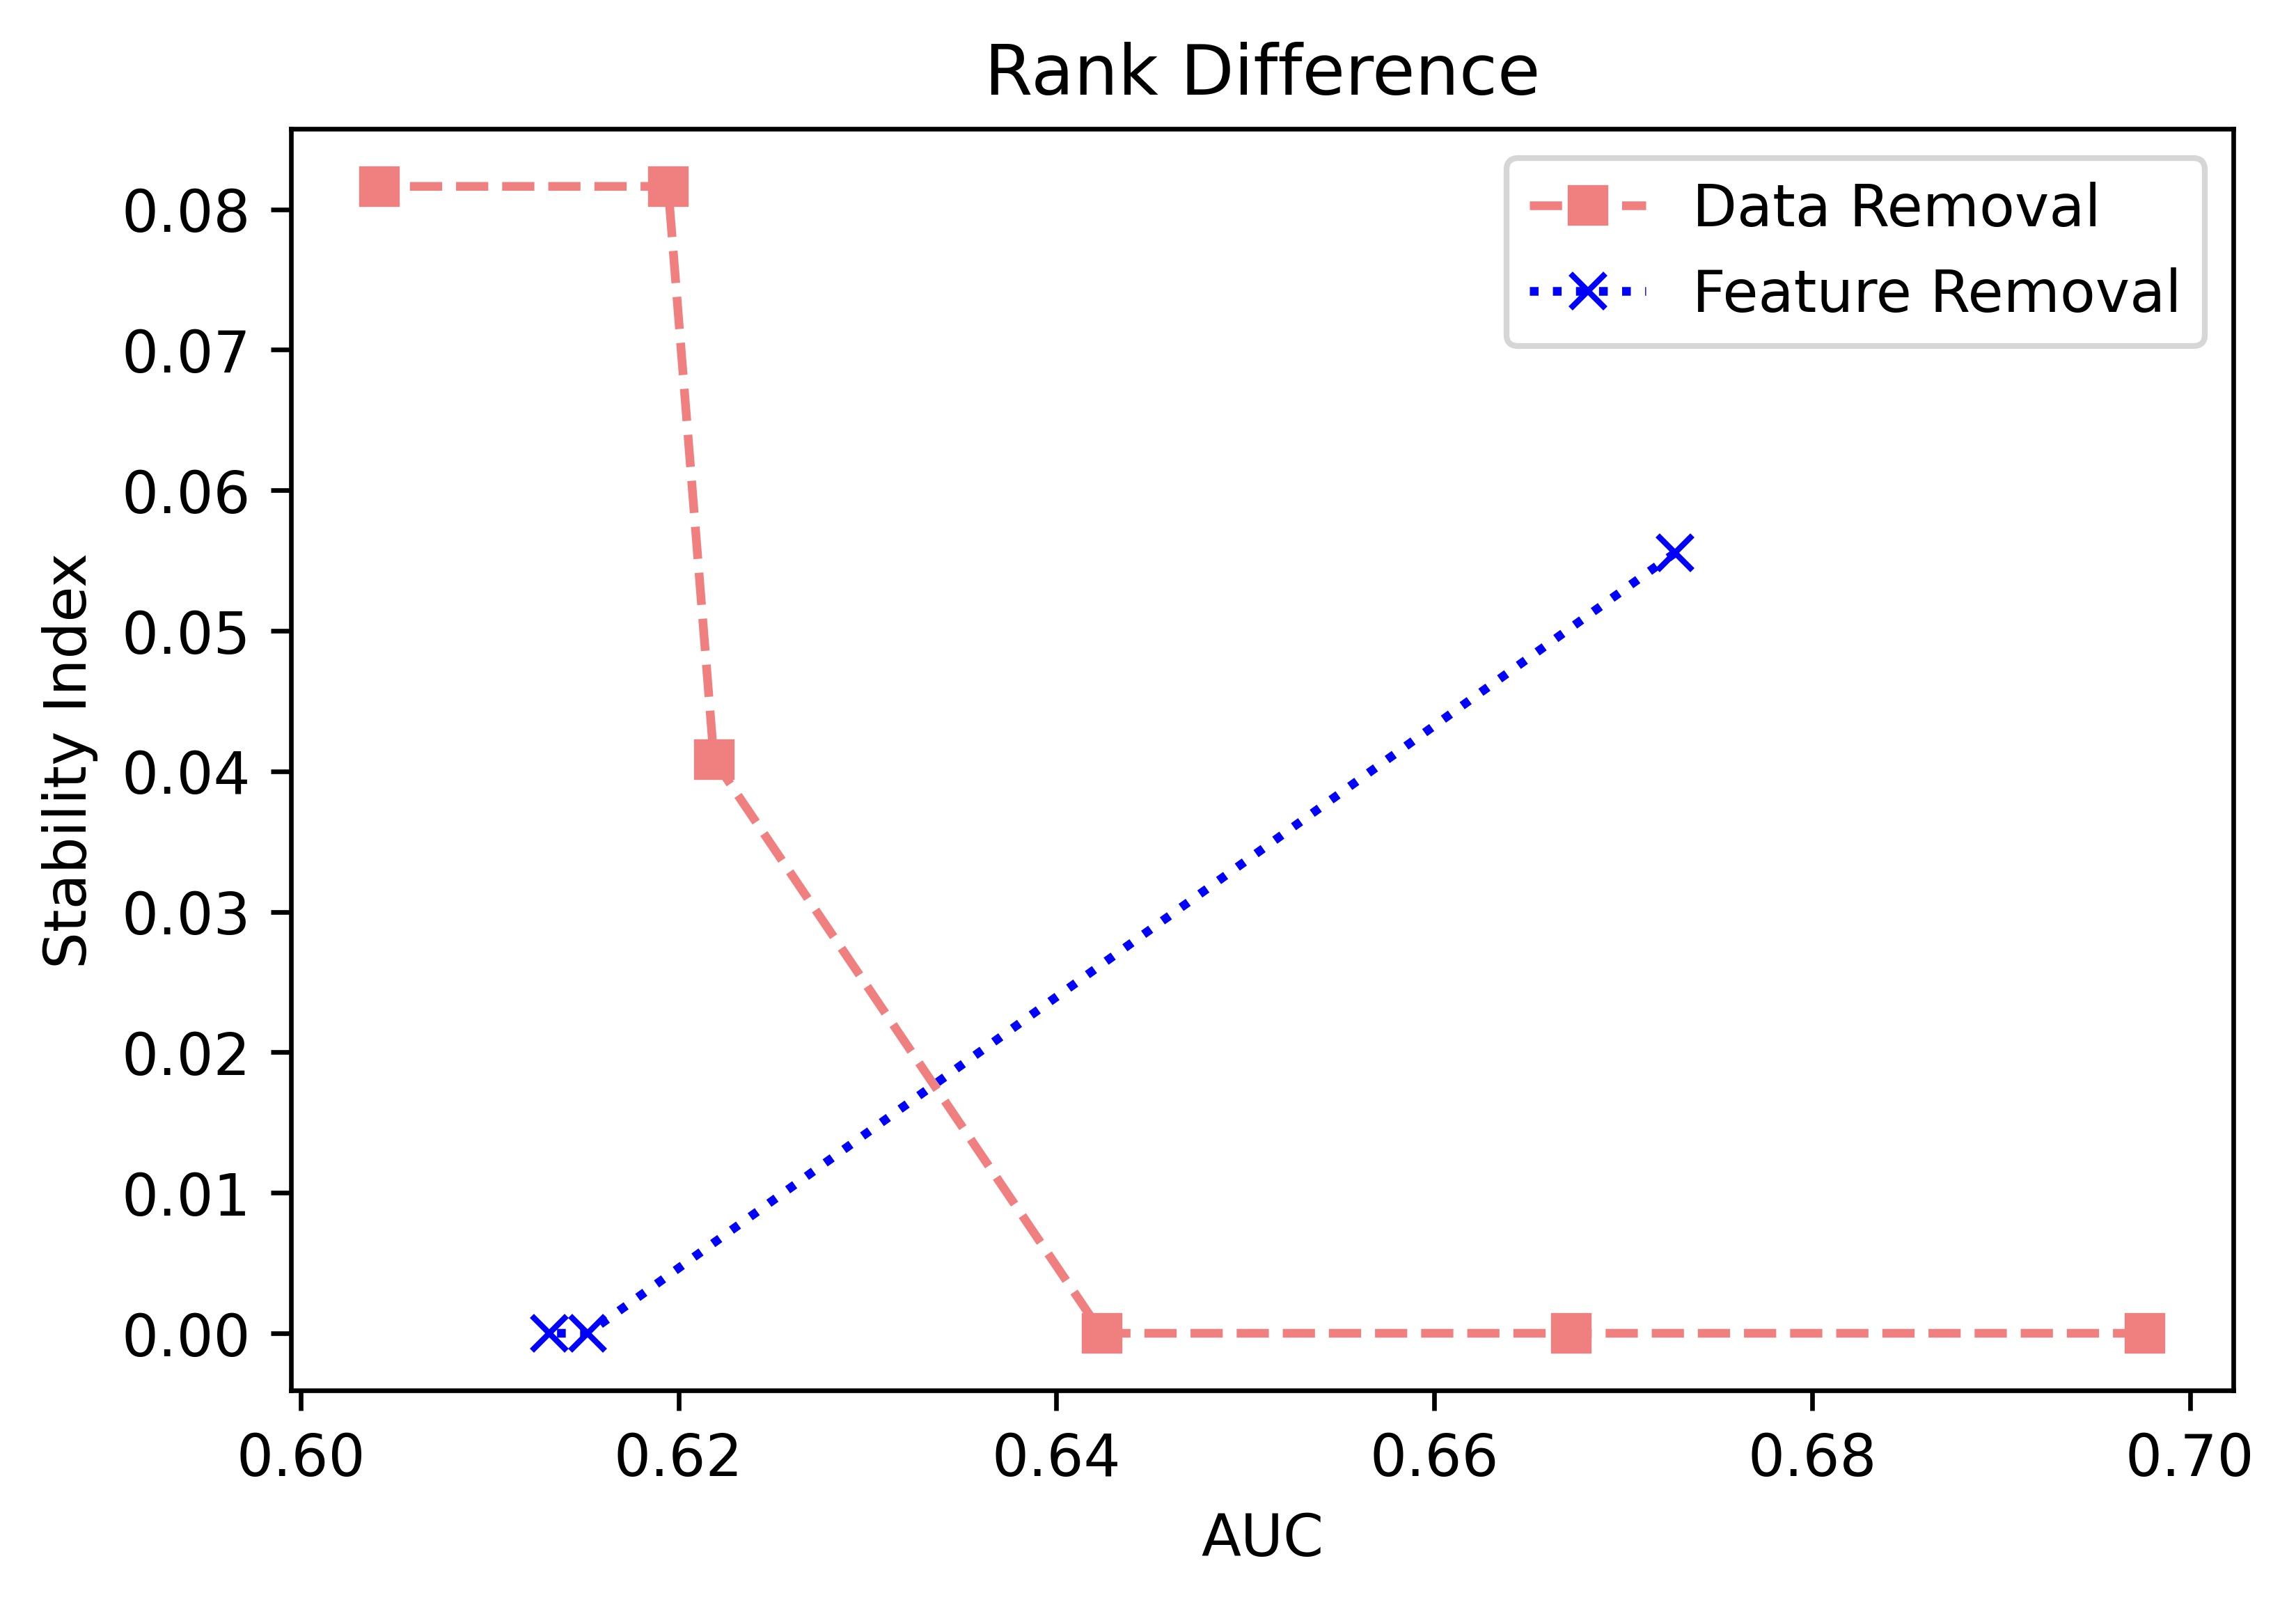 Rank Difference
Data Removal
Feature Removal
0.08
0.07
0.06
0.05
0.04
0.03
0.02
0.01
0.00
Stability Index
0.60 0.62 0.64 0.66 0.68 0.70
AUC